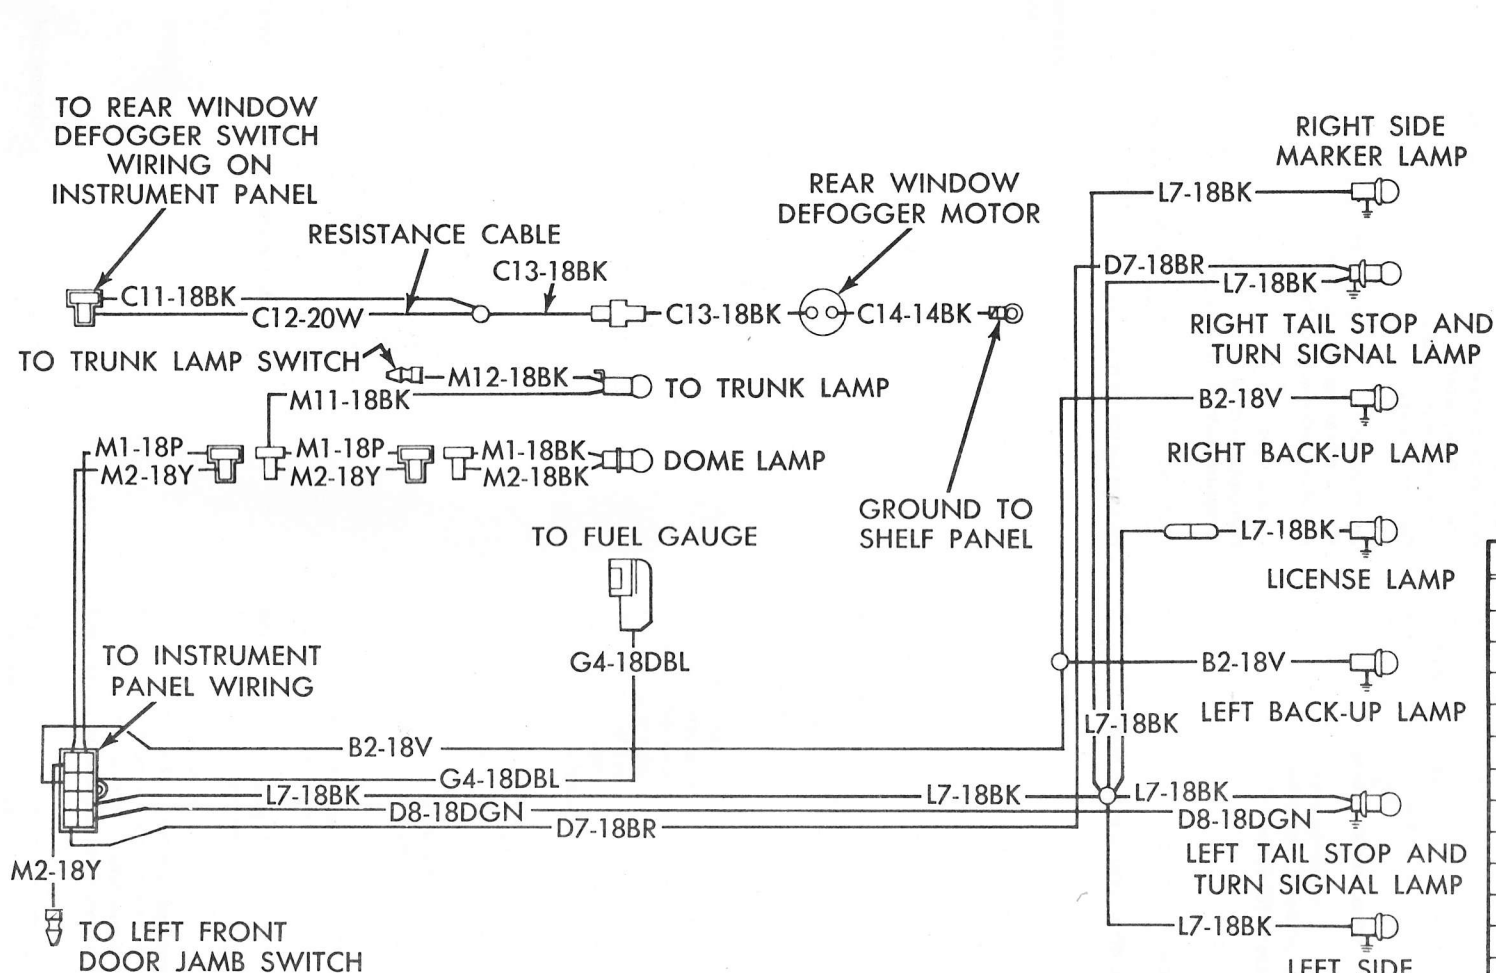 TO REAR WINDOW
DEFOGGER SWITCH
WIRING ON
INSTRUMENT PANEL
RESISTANCE CABLE
C13-18BK
REAR WINDOW
DEFOGGER MOTOR
RIGHT SIDE
MARKER LAMP
L7-18BK
C11-18BK
C12-20W
C13-18BK
C14-14BK
D7-18BR
L7-18BK
RIGHT TAIL STOP AND
TURN SIGNAL LAMP
TO TRUNK LAMP SWITCH
M12-18BK
M11-18BK
TO TRUNK LAMP
B2-18V
RIGHT BACK-UP LAMP
M1-18P
M2-18Y
M1-18P
M2-18Y
M1-18BK
M2-18BK
DOME LAMP
GROUND TO
SHELF PANEL
TO FUEL GAUGE
L7-18BK
LICENSE LAMP
G4-18DBL
TO INSTRUMENT
PANEL WIRING
B2-18V
LEFT BACK-UP LAMP
L7-18BK
B2-18V
G4-18DBL
L7-18BK
L7-18BK
L7-18BK
D8-18DGN
D8-18DGN
D7-18BR
LEFT TAIL STOP AND
TURN SIGNAL LAMP
M2-18Y
TO LEFT FRONT
DOOR JAMB SWITCH
L7-18BK
LEFT SIDE